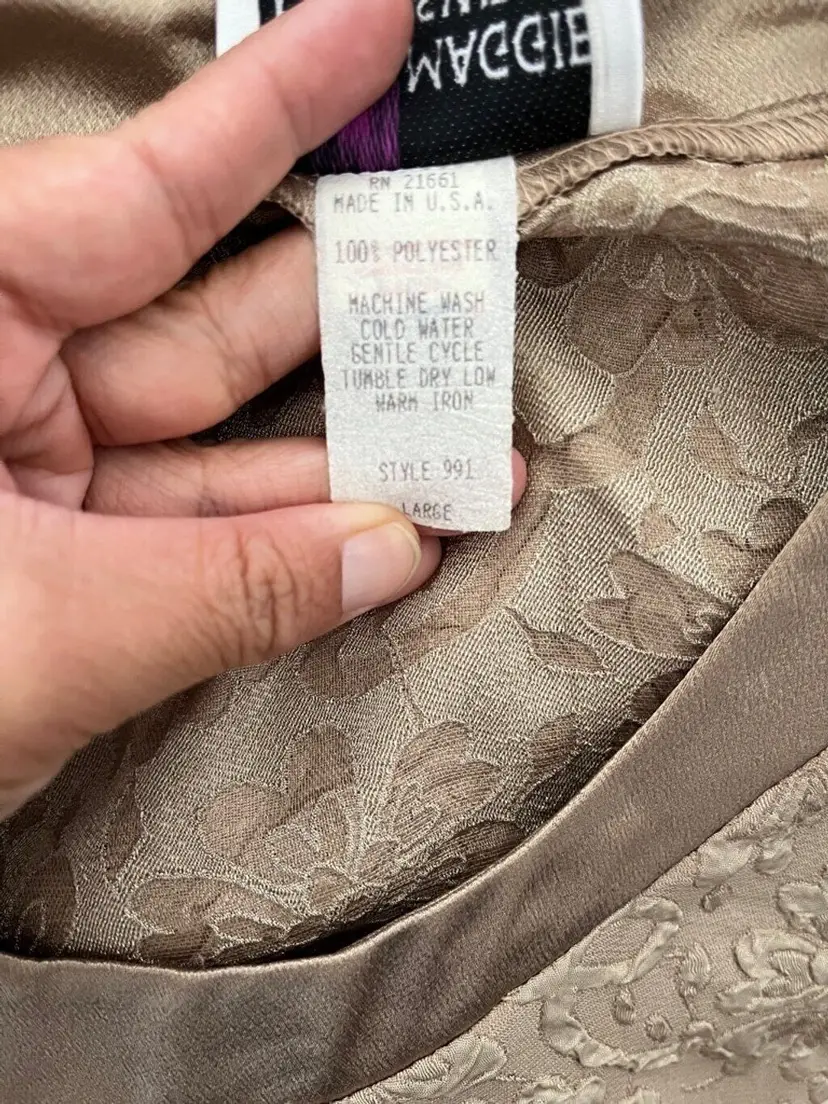 MAGGIE
RN 21661
MADE IN U.S.A.
100% POLYESTER
MACHINE WASH
COLD WATER
GENTLE CYCLE
TUMBLE DRY LOW
WARM IRON
STYLE 991
LARGE